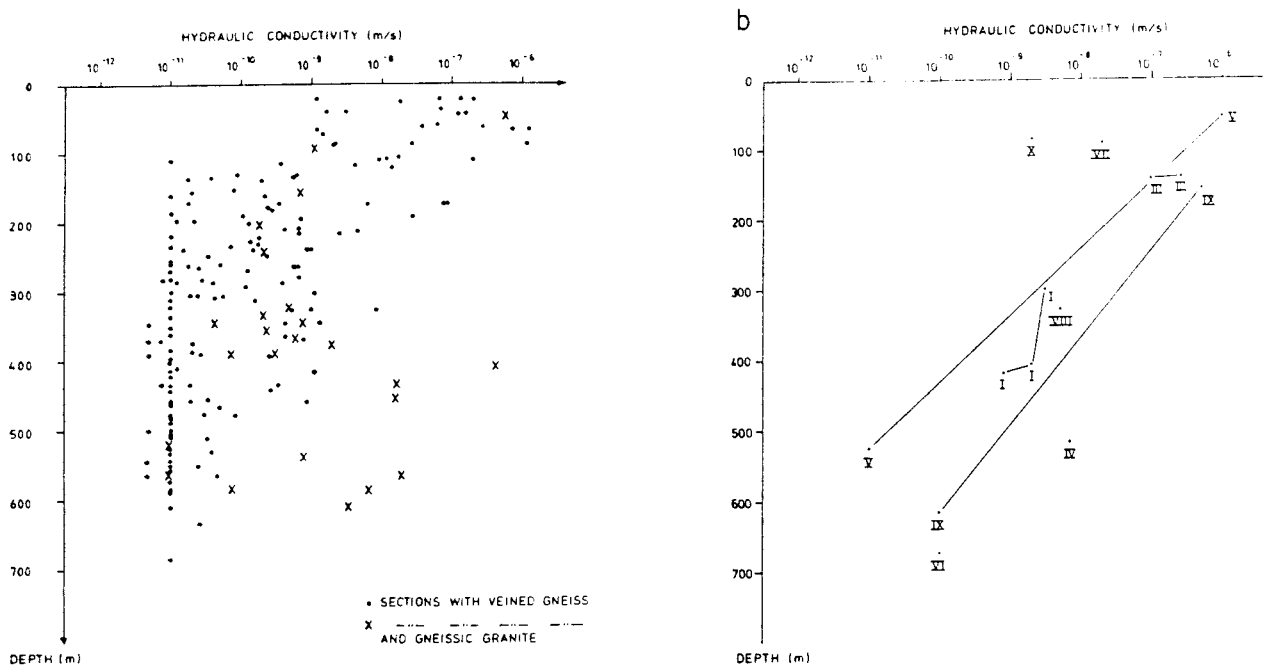 HYDRAULIC CONDUCTIVITY (m/s)
10-12 10-11 10-10 10-9 10-8 10-7 10-6
0
100
200
300
400
500
600
700
DEPTH (m)
• SECTIONS WITH VEINED GNEISS
X — ·· — — ·· — — ·· —
AND GNEISSIC GRANITE
b
HYDRAULIC CONDUCTIVITY (m/s)
10-12 10-11 10-10 10-9 10-8 10-7
0
100
200
300
400
500
600
700
V
X
VII
III
II
IX
I
VIII
I
I
V
IV
IX
VI
DEPTH (m)